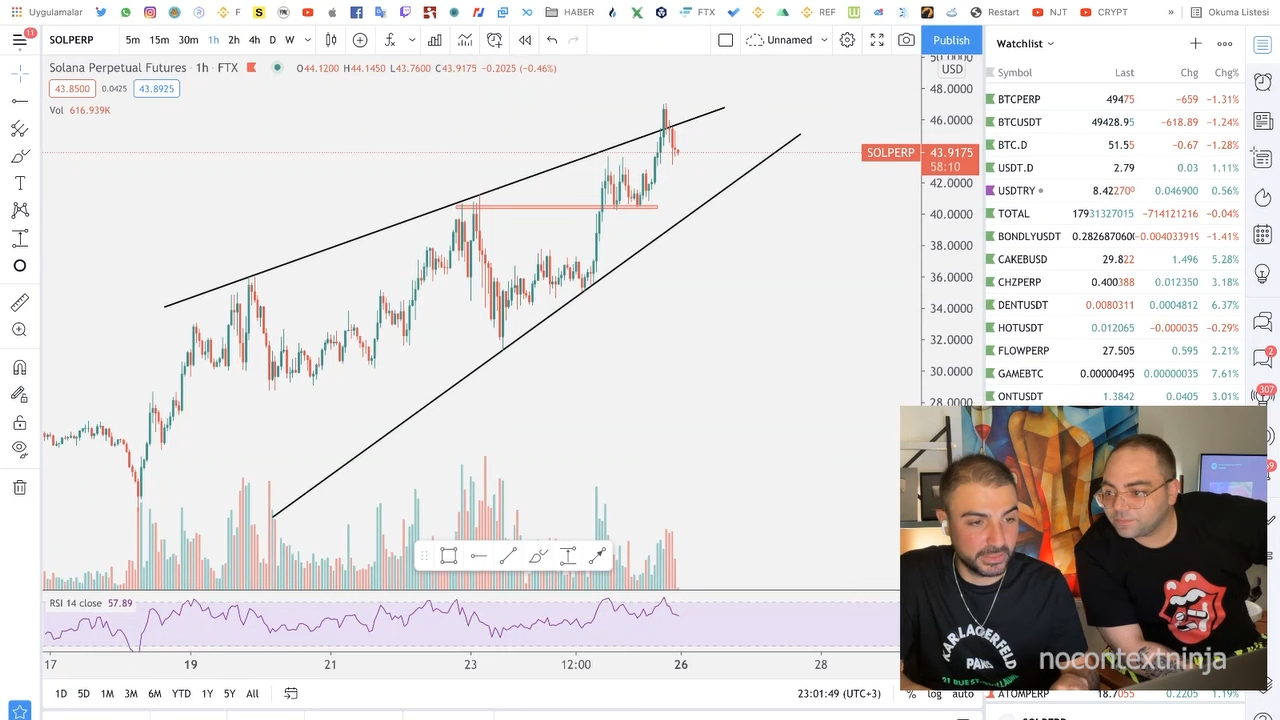 Uygulamalar F S FTX REF W Restart NJT CRYPT » Okuma Listesi
11 SOLPERP 5m 15m 30m 1h 2h 4h D W Unnamed Publish
Watchlist
Solana Perpetual Futures · 1h · FTX O44.1200 H44.1450 L43.7600 C43.9175 −0.2025 (−0.46%)
43.8500 0.0425 43.8925
Vol 616.939K
USD
48.0000
46.0000
SOLPERP 43.9175
58:10
42.0000
40.0000
38.0000
36.0000
34.0000
32.0000
30.0000
28.0000
Symbol Last Chg Chg%
BTCPERP 49475 −659 −1.31%
BTCUSDT 49428.95 −618.89 −1.24%
BTC.D 51.55 −0.67 −1.28%
USDT.D 2.79 0.03 1.11%
USDTRY 8.42270⁰ 0.046900 0.56%
TOTAL 17931327015 −714121216 −0.04%
BONDLYUSDT 0.282687060 −0.004033919 −1.41%
CAKEBUSD 29.822 1.496 5.28%
CHZPERP 0.400388 0.012350 3.18%
DENTUSDT 0.0080311 0.0004812 6.37%
HOTUSDT 0.012065 −0.000035 −0.29%
FLOWPERP 27.505 0.595 2.21%
GAMEBTC 0.00000495 0.00000035 7.61%
ONTUSDT 1.3842 0.0405 3.01%
ATOMPERP 18.7055 0.2205 1.19%
2
307
RSI 14 close 57.89
17 19 21 23 12:00 26 28
1D 5D 1M 3M 6M YTD 1Y 5Y All 23:01:49 (UTC+3) % log auto
KARL LAGERFELD
PARIS
21 RUE ST-GUILLAUME
nocontextninja